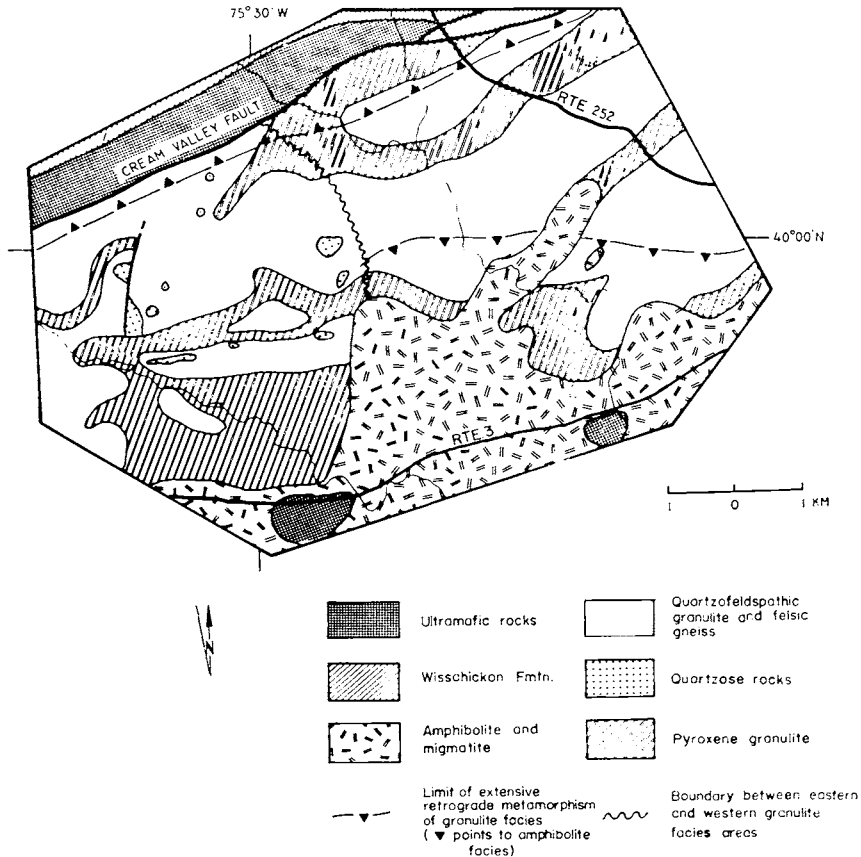 75° 30' W
CREAM VALLEY FAULT
RTE 252
40°00'N
RTE 3
1 0 1 KM
N
Ultramafic rocks
Quartzofeldspathic
granulite and felsic
gneiss
Wisschickon Fmtn.
Quartzose rocks
Amphibolite and
migmatite
Pyroxene granulite
Limit of extensive
retrograde metamorphism
of granulite facies
(▼ points to amphibolite
facies)
Boundary between eastern
and western granulite
facies areas